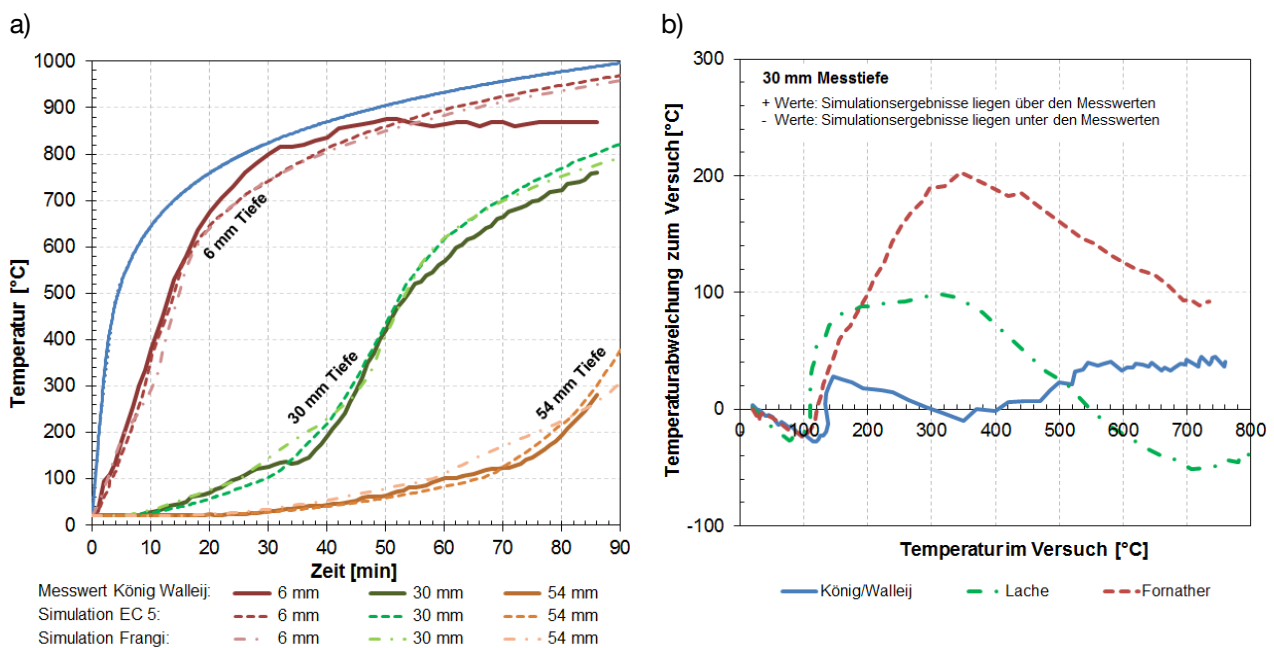 a)
1000
900
800
700
600
500
400
300
200
100
0
Temperatur [°C]
6 mm Tiefe
30 mm Tiefe
54 mm Tiefe
0 10 20 30 40 50 60 70 80 90
Zeit [min]
Messwert König Walleij: 6 mm 30 mm 54 mm
Simulation EC 5: 6 mm 30 mm 54 mm
Simulation Frangi: 6 mm 30 mm 54 mm
b)
300
200
100
0
-100
Temperaturabweichung zum Versuch [°C]
30 mm Messtiefe
+ Werte: Simulationsergebnisse liegen über den Messwerten
- Werte: Simulationsergebnisse liegen unter den Messwerten
0 100 200 300 400 500 600 700 800
Temperatur im Versuch [°C]
König/Walleij Lache Fornather